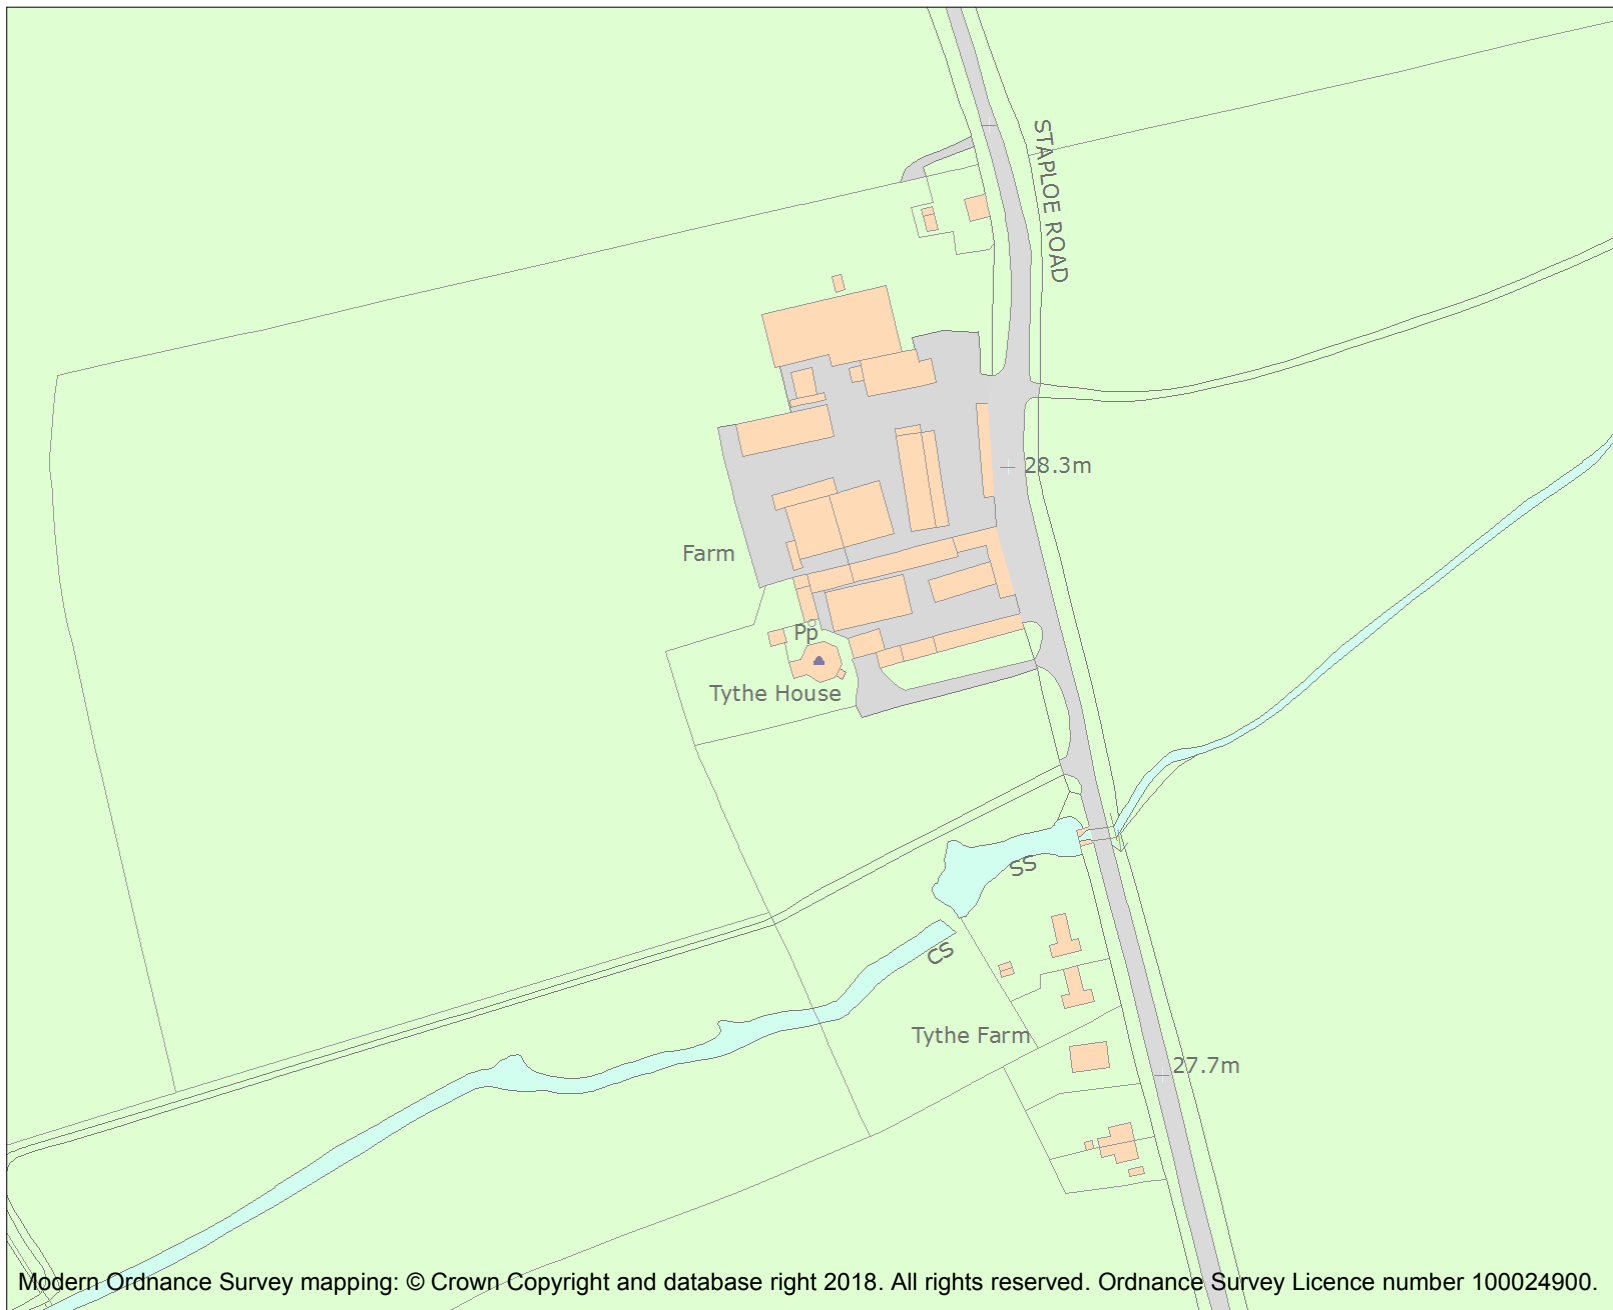 STAPLOE ROAD
28.3m
Farm
Pp
Tythe House
SS
CS
Tythe Farm
27.7m
Modern Ordnance Survey mapping: © Crown Copyright and database right 2018. All rights reserved. Ordnance Survey Licence number 100024900.